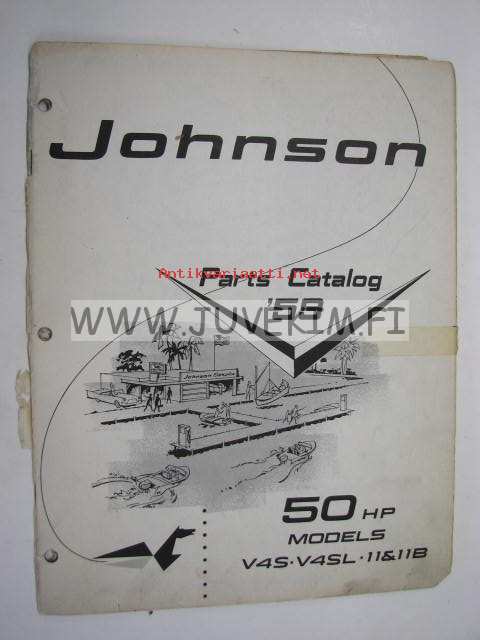 Johnson
Parts Catalog
Antikvariaatti.net
'58
WWW.JUVEKIM.FI
Johnson
50 HP
MODELS
V4S·V4SL·11&11B